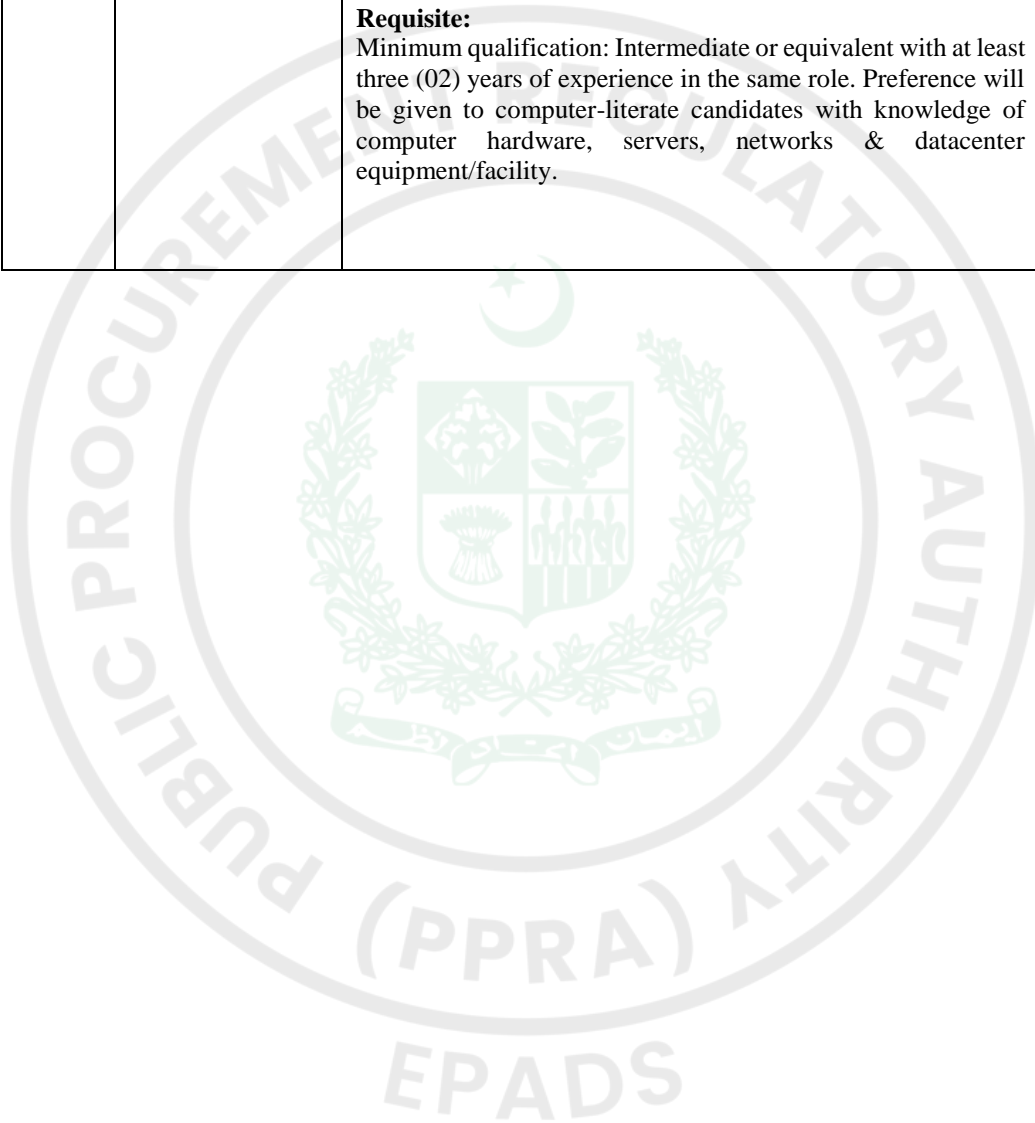 Requisite:
Minimum qualification: Intermediate or equivalent with at least
three (02) years of experience in the same role. Preference will
be given to computer-literate candidates with knowledge of
computer hardware, servers, networks & datacenter
equipment/facility.
PUBLIC PROCUREMENT REGULATORY AUTHORITY
(PPRA)
EPADS